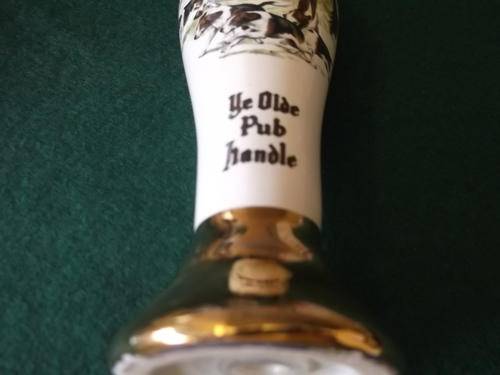 Ye Olde
Pub
Handle